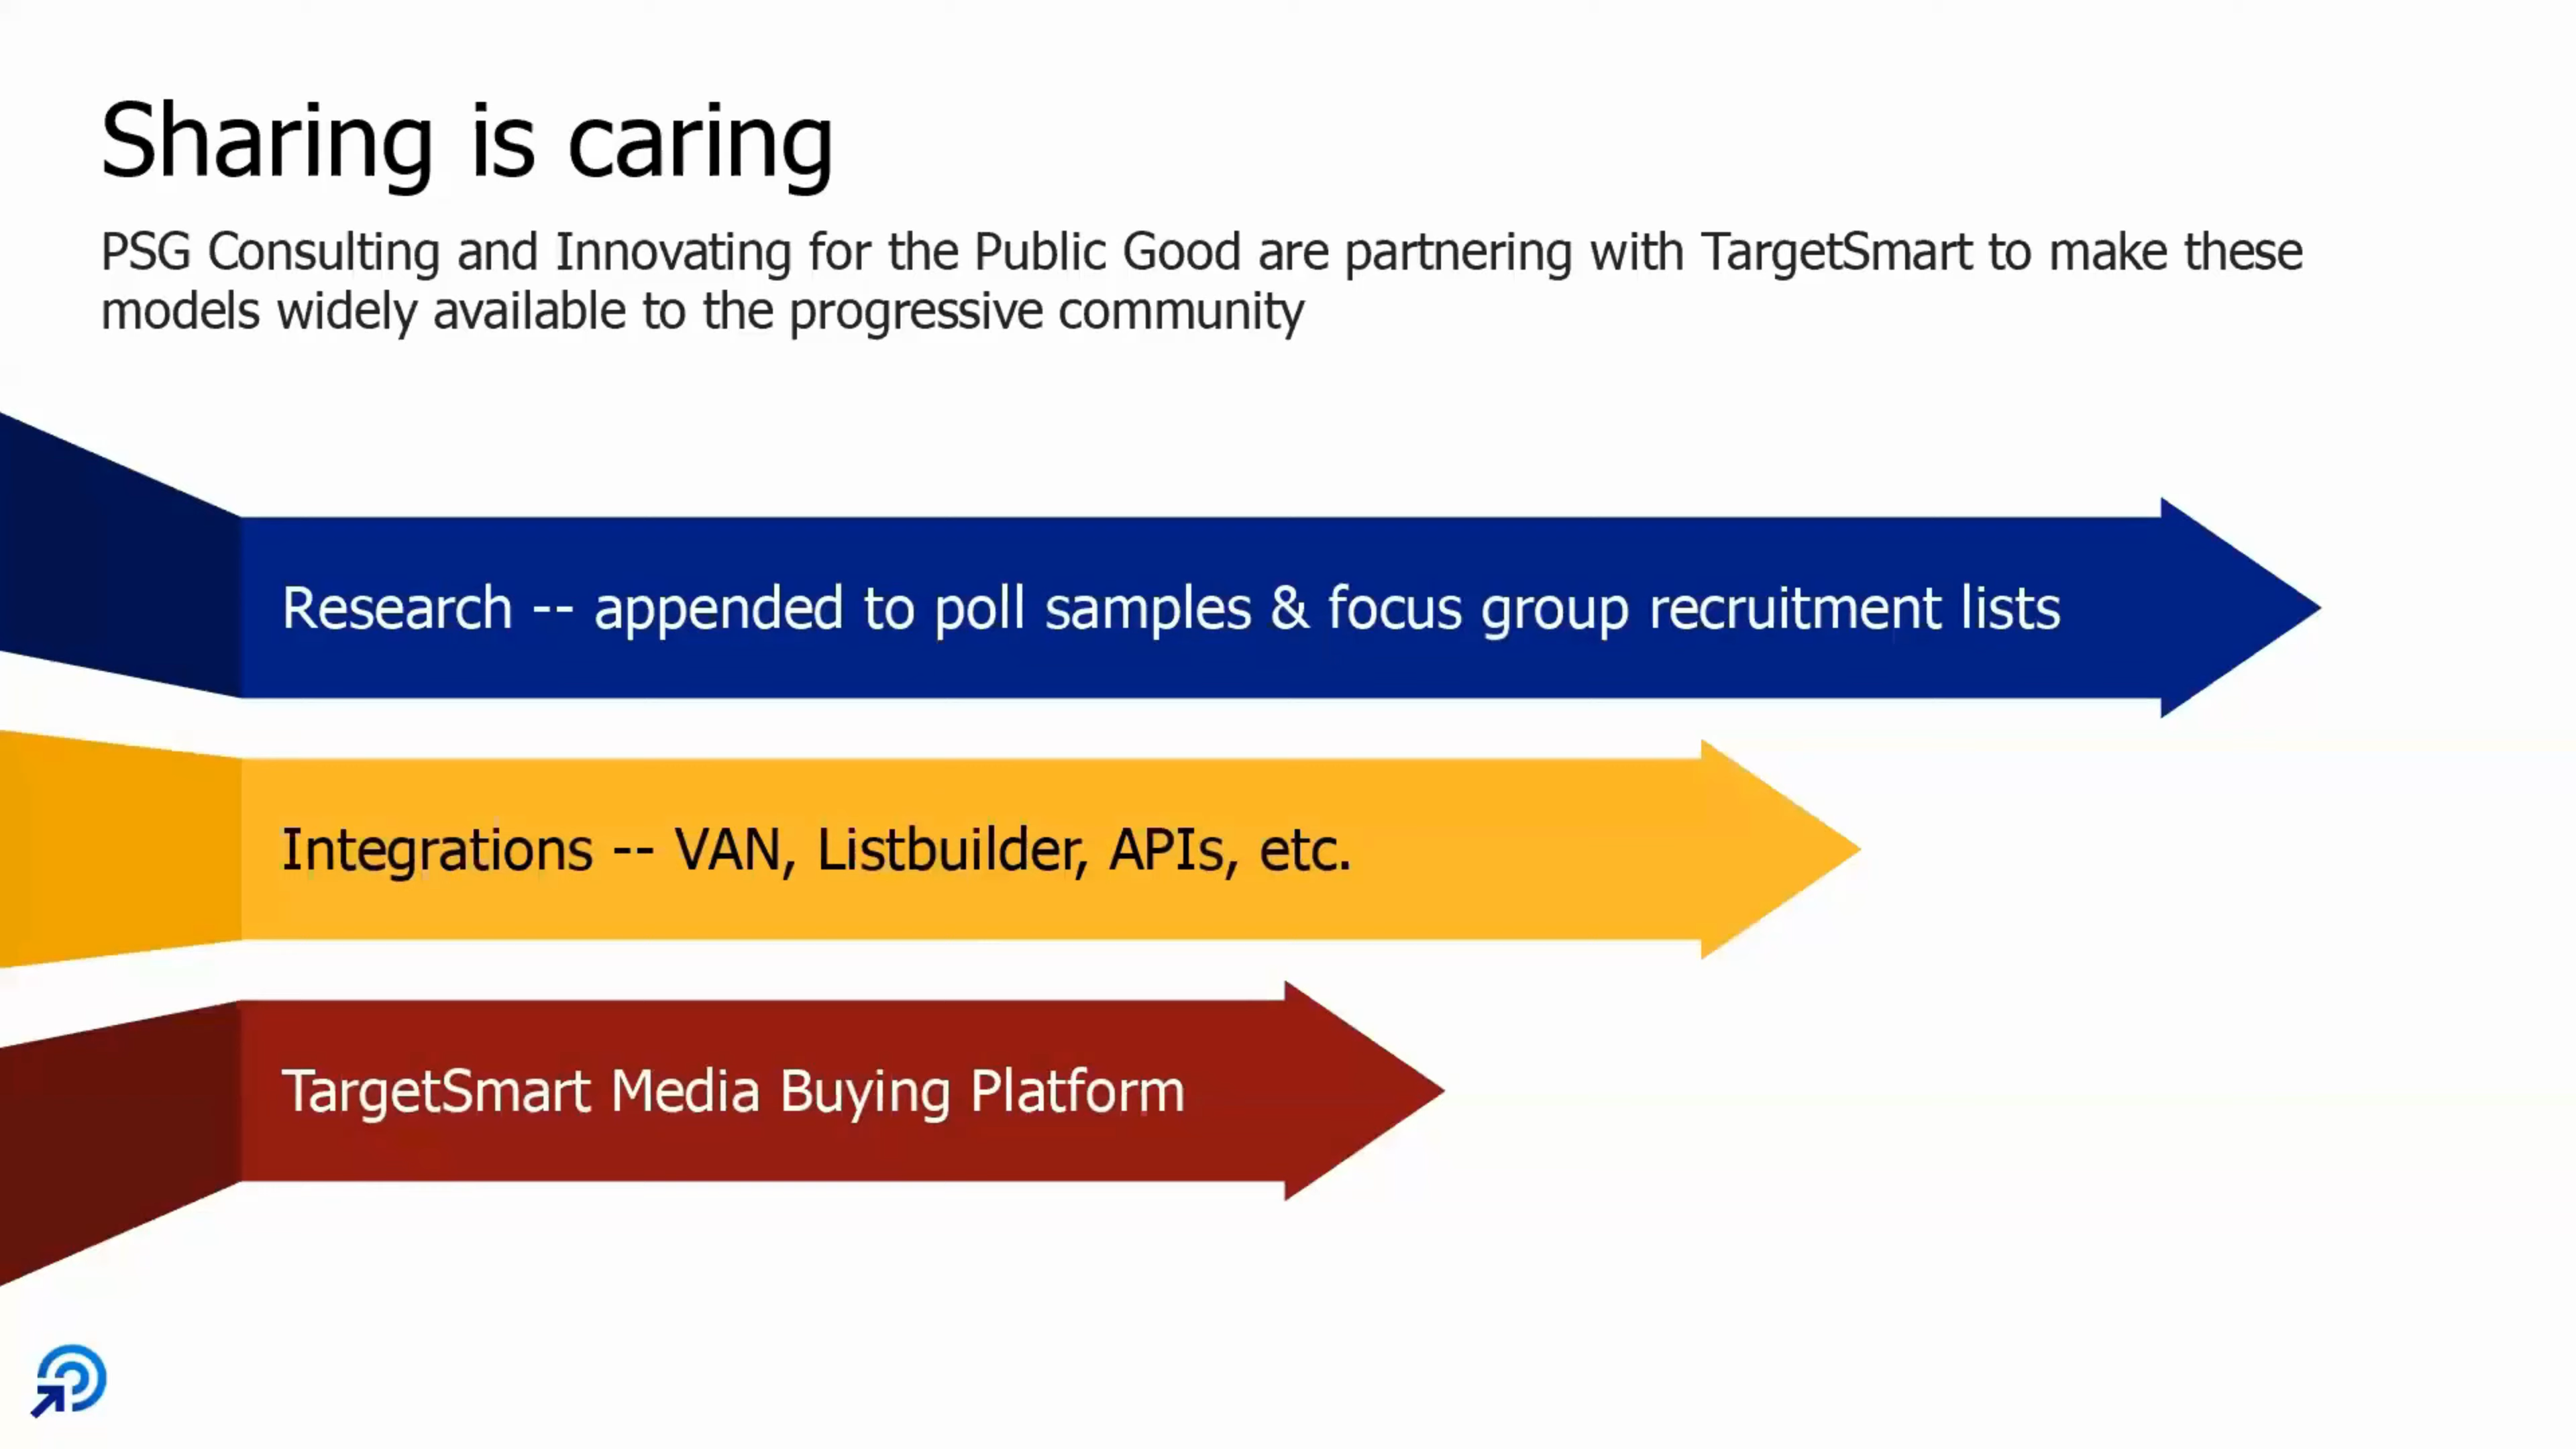 Sharing is caring
PSG Consulting and Innovating for the Public Good are partnering with TargetSmart to make these
models widely available to the progressive community
Research -- appended to poll samples & focus group recruitment lists
Integrations -- VAN, Listbuilder, APIs, etc.
TargetSmart Media Buying Platform